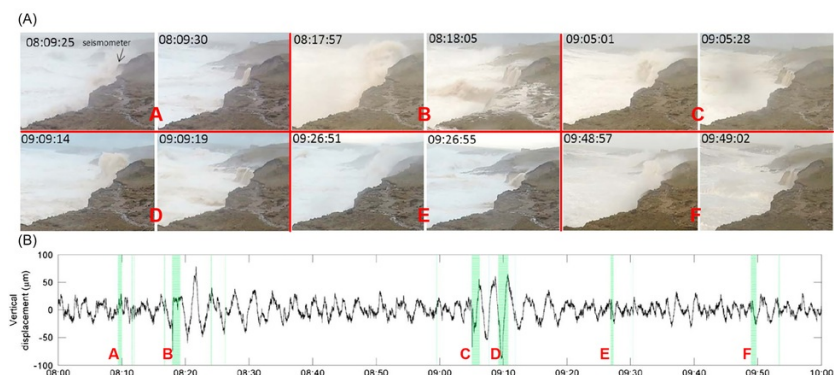 (A)
08:09:25 seismometer 08:09:30 08:17:57 08:18:05 09:05:01 09:05:28
A B C
09:09:14 09:09:19 09:26:51 09:26:55 09:48:57 09:49:02
D E F
(B)
100
50
0
-50
-100
Vertical
displacement (µm)
A B C D E F
08:00 08:10 08:20 08:30 08:40 08:50 09:00 09:10 09:20 09:30 09:40 09:50 10:00